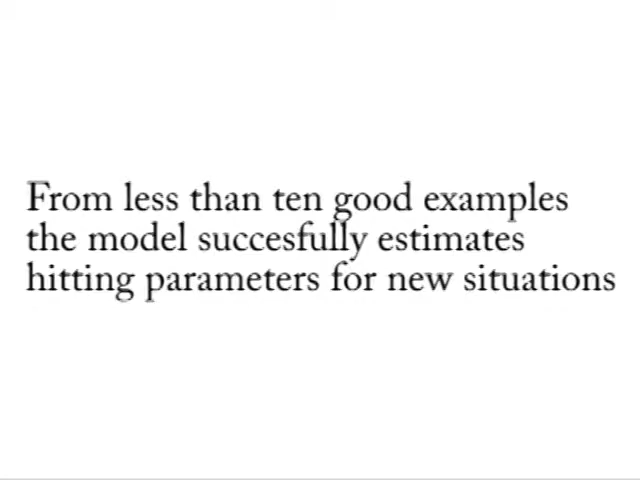 From less than ten good examples
the model succesfully estimates
hitting parameters for new situations